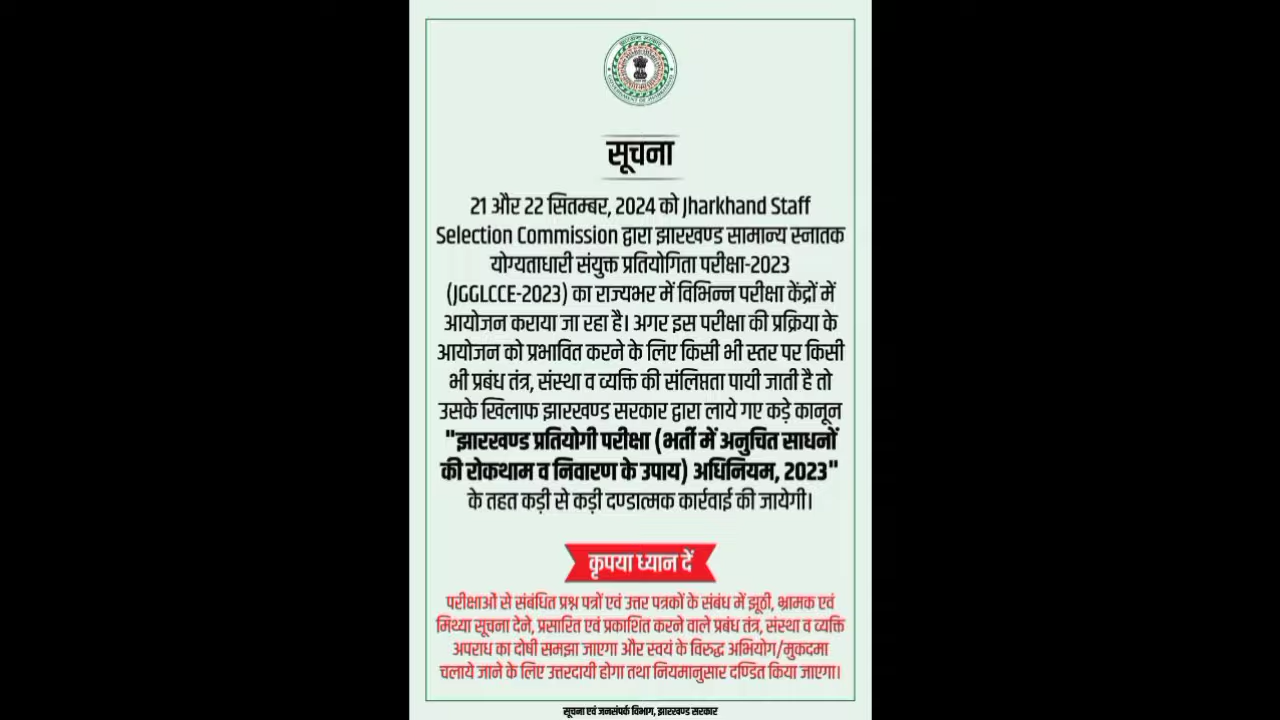 सूचना
21 और 22 सितम्बर, 2024 को Jharkhand Staff
Selection Commission द्वारा झारखण्ड सामान्य स्नातक
योग्यताधारी संयुक्त प्रतियोगिता परीक्षा-2023
(JGGLCCE-2023) का राज्यभर में विभिन्न परीक्षा केंद्रों में
आयोजन कराया जा रहा है। अगर इस परीक्षा की प्रक्रिया के
आयोजन को प्रभावित करने के लिए किसी भी स्तर पर किसी
भी प्रबंध तंत्र, संस्था व व्यक्ति की संलिप्तता पायी जाती है तो
उसके खिलाफ झारखण्ड सरकार द्वारा लाये गए कड़े कानून
"झारखण्ड प्रतियोगी परीक्षा (भर्ती में अनुचित साधनों
की रोकथाम व निवारण के उपाय) अधिनियम, 2023"
के तहत कड़ी से कड़ी दण्डात्मक कार्रवाई की जायेगी।
कृपया ध्यान दें
परीक्षाओं से संबंधित प्रश्न पत्रों एवं उत्तर पत्रकों के संबंध में झूठी, भ्रामक एवं
मिथ्या सूचना देने, प्रसारित एवं प्रकाशित करने वाले प्रबंध तंत्र, संस्था व व्यक्ति
अपराध का दोषी समझा जाएगा और स्वयं के विरुद्ध अभियोग/मुकदमा
चलाये जाने के लिए उत्तरदायी होगा तथा नियमानुसार दण्डित किया जाएगा।
सूचना एवं जनसंपर्क विभाग, झारखण्ड सरकार